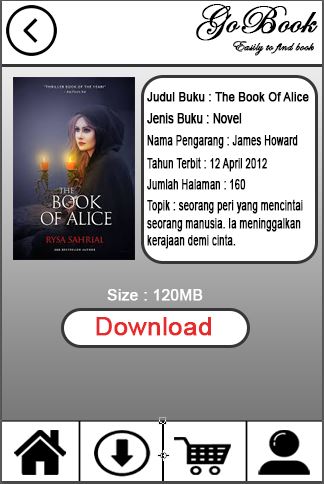 GoBook
Easily to find book
"THRILLER BOOK OF THE YEAR!"
THE
BOOK
OF ALICE
RYSA SAHRIAL
Judul Buku : The Book Of Alice
Jenis Buku : Novel
Nama Pengarang : James Howard
Tahun Terbit : 12 April 2012
Jumlah Halaman : 160
Topik : seorang peri yang mencintai
seorang manusia. Ia meninggalkan
kerajaan demi cinta.
Size : 120MB
Download